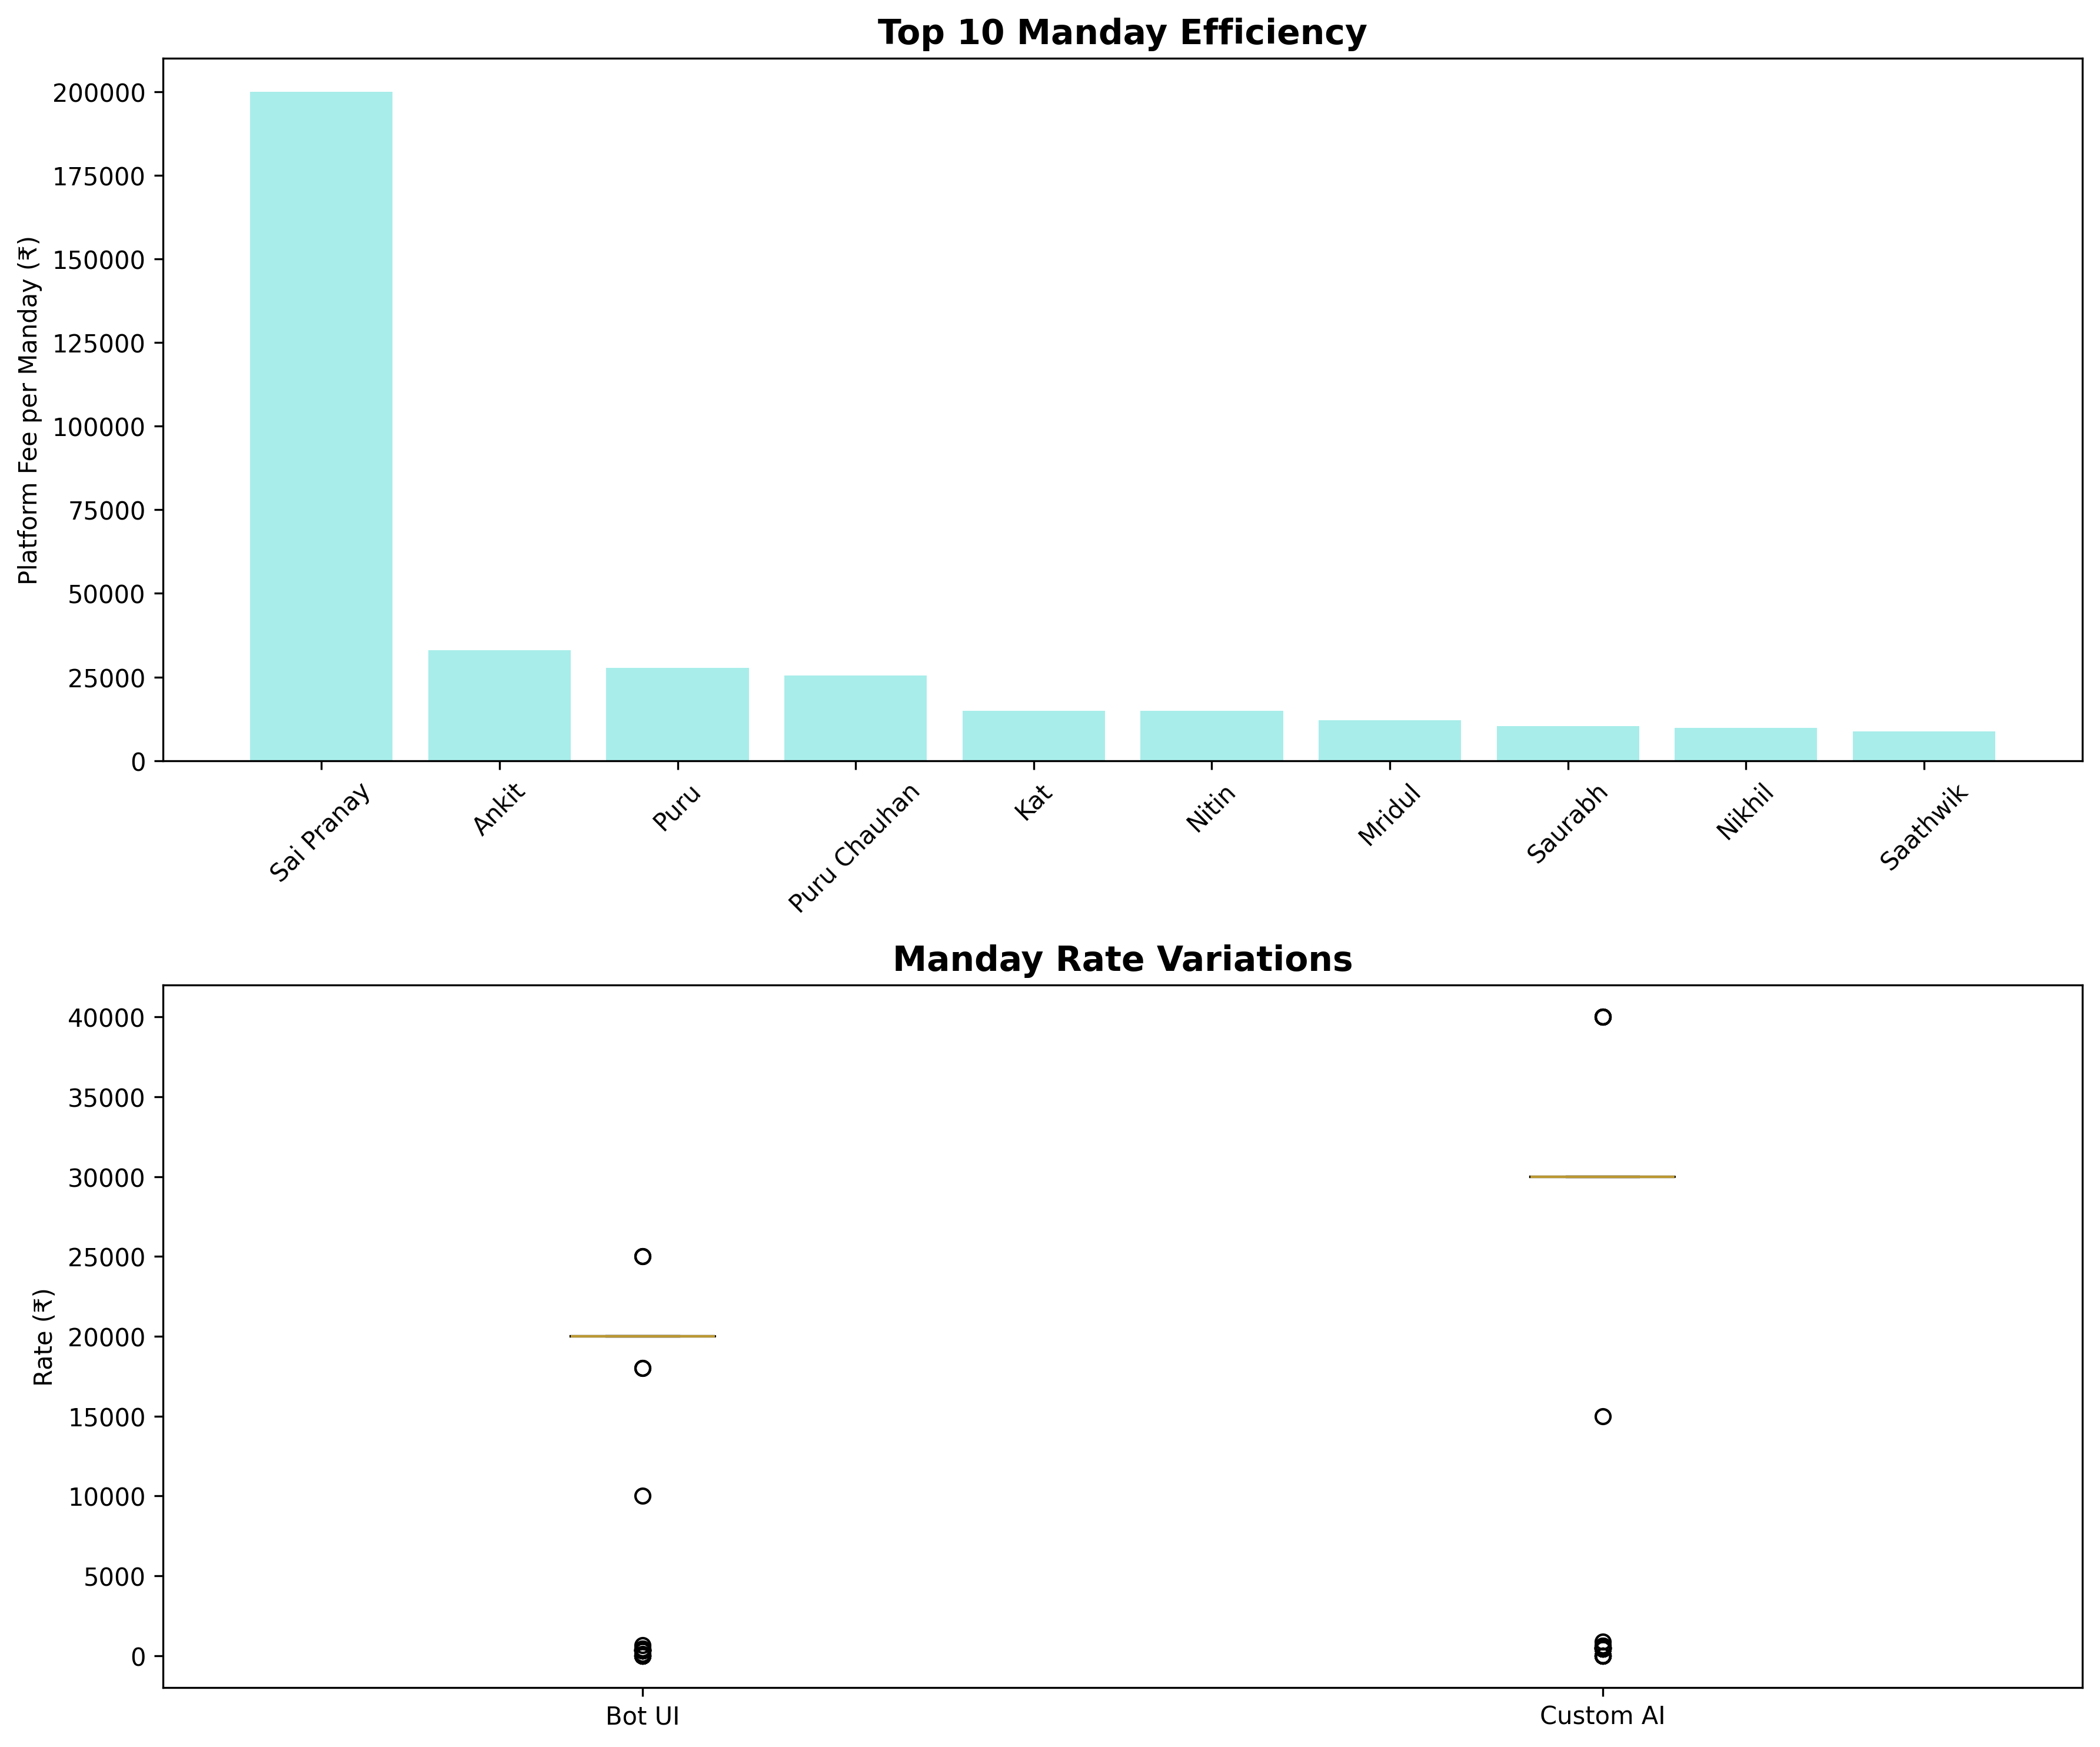 Top 10 Manday Efficiency
Platform Fee per Manday (₹)
200000
175000
150000
125000
100000
75000
50000
25000
0
Sai Pranay
Ankit
Puru
Puru Chauhan
Kat
Nitin
Mridul
Saurabh
Nikhil
Saathwik
Manday Rate Variations
Rate (₹)
40000
35000
30000
25000
20000
15000
10000
5000
0
Bot UI
Custom AI